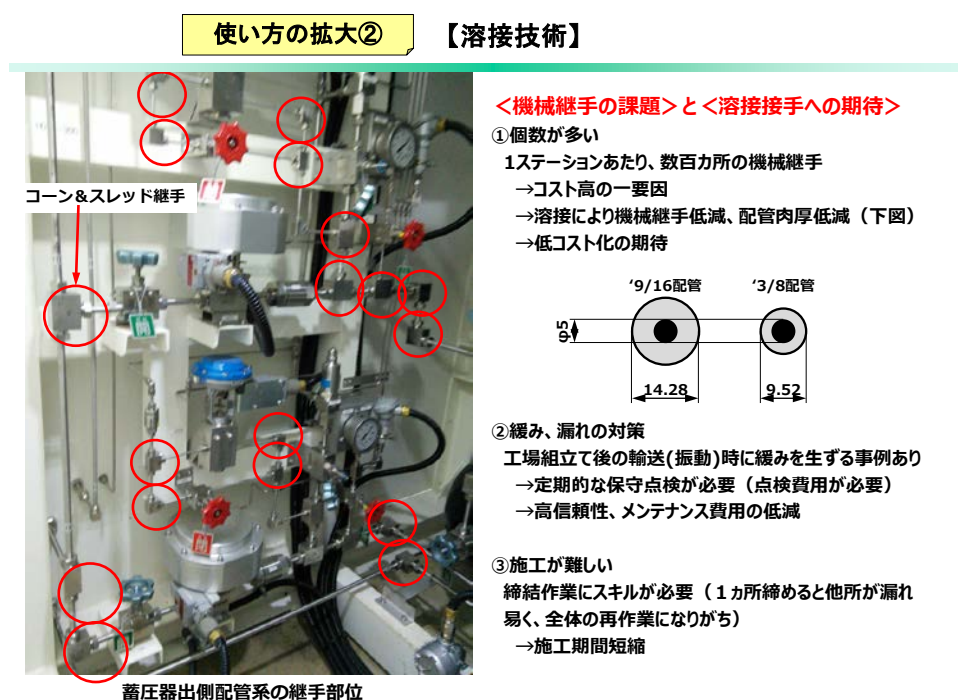 使い方の拡大②
【溶接技術】
コーン＆スレッド継手
蓄圧器出側配管系の継手部位
＜機械継手の課題＞と＜溶接接手への期待＞
①個数が多い
1ステーションあたり、数百カ所の機械継手
→コスト高の一要因
→溶接により機械継手低減、配管肉厚低減（下図）
→低コスト化の期待
‘9/16配管
‘3/8配管
φ5
14.28
9.52
②緩み、漏れの対策
工場組立て後の輸送(振動)時に緩みを生ずる事例あり
→定期的な保守点検が必要（点検費用が必要）
→高信頼性、メンテナンス費用の低減
③施工が難しい
締結作業にスキルが必要（１ヵ所締めると他所が漏れ
易く、全体の再作業になりがち）
→施工期間短縮